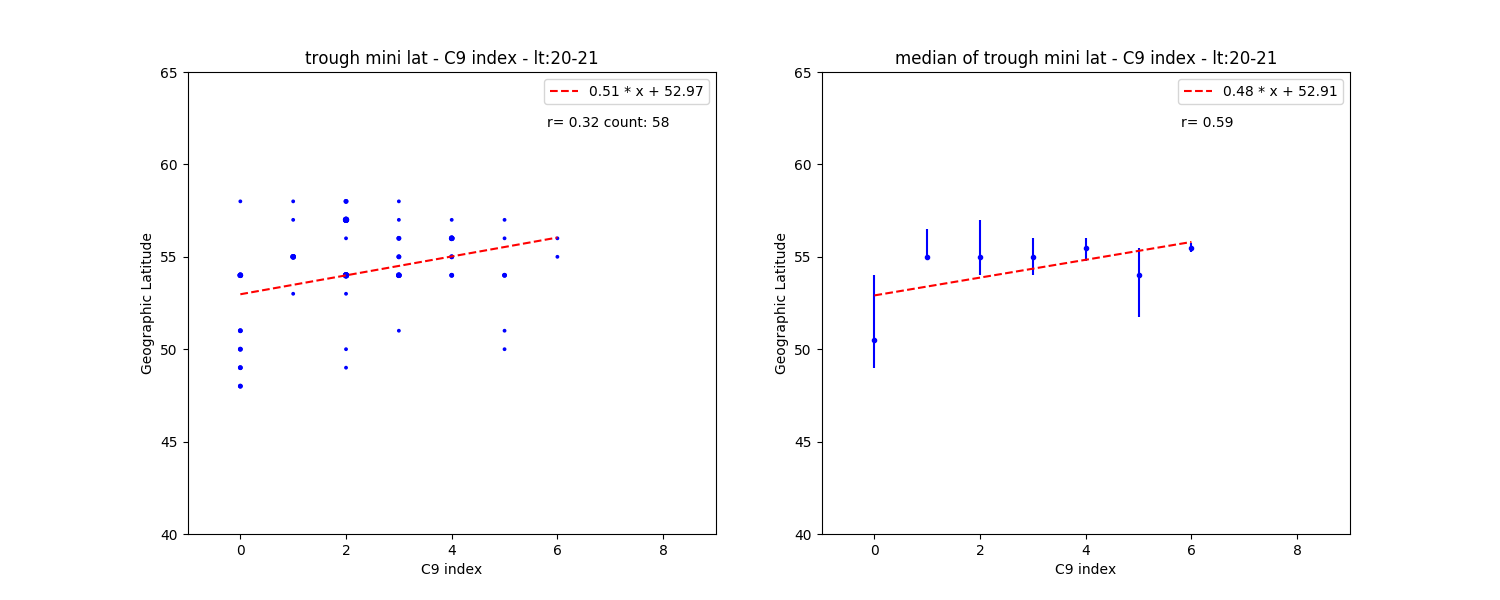 trough mini lat - C9 index - lt:20-21
65
60
55
50
45
40
Geographic Latitude
0.51 * x + 52.97
r= 0.32 count: 58
0 2 4 6 8
C9 index
median of trough mini lat - C9 index - lt:20-21
65
60
55
50
45
40
Geographic Latitude
0.48 * x + 52.91
r= 0.59
0 2 4 6 8
C9 index